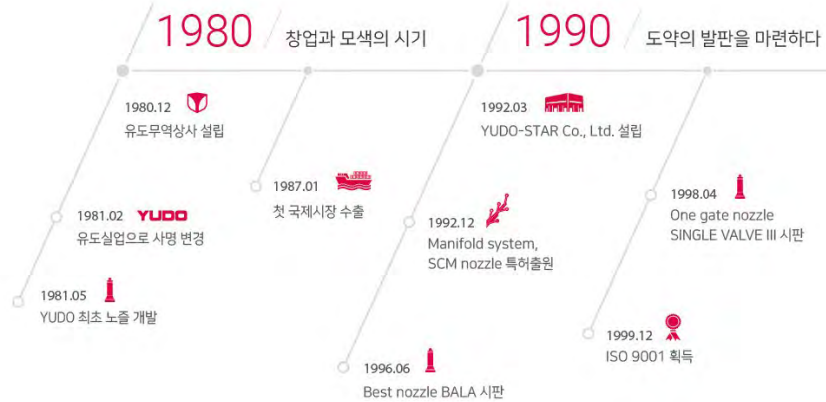 1980
창업과 모색의 시기
1980.12
유도무역상사 설립
1981.02 YUDO
유도실업으로 사명 변경
1981.05
YUDO 최초 노즐 개발
1987.01
첫 국제시장 수출
1990
도약의 발판을 마련하다
1992.03
YUDO-STAR Co., Ltd. 설립
1992.12
Manifold system,
SCM nozzle 특허출원
1996.06
Best nozzle BALA 시판
1998.04
One gate nozzle
SINGLE VALVE III 시판
1999.12
ISO 9001 획득